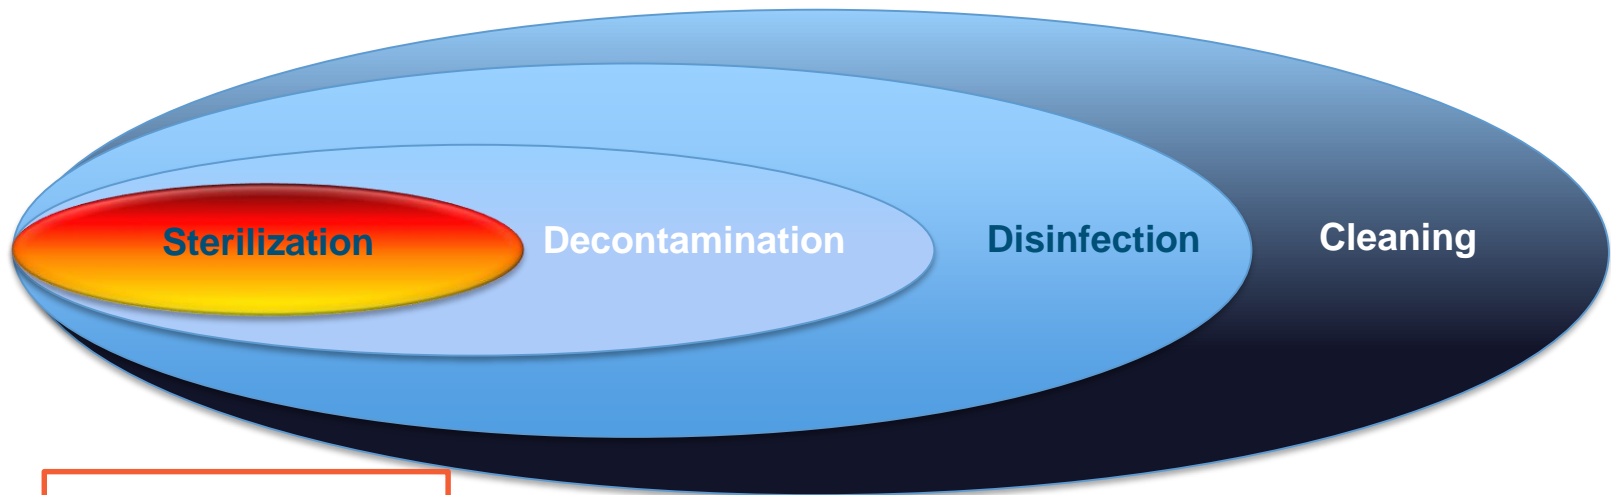 Sterilization
Decontamination
Disinfection
Cleaning